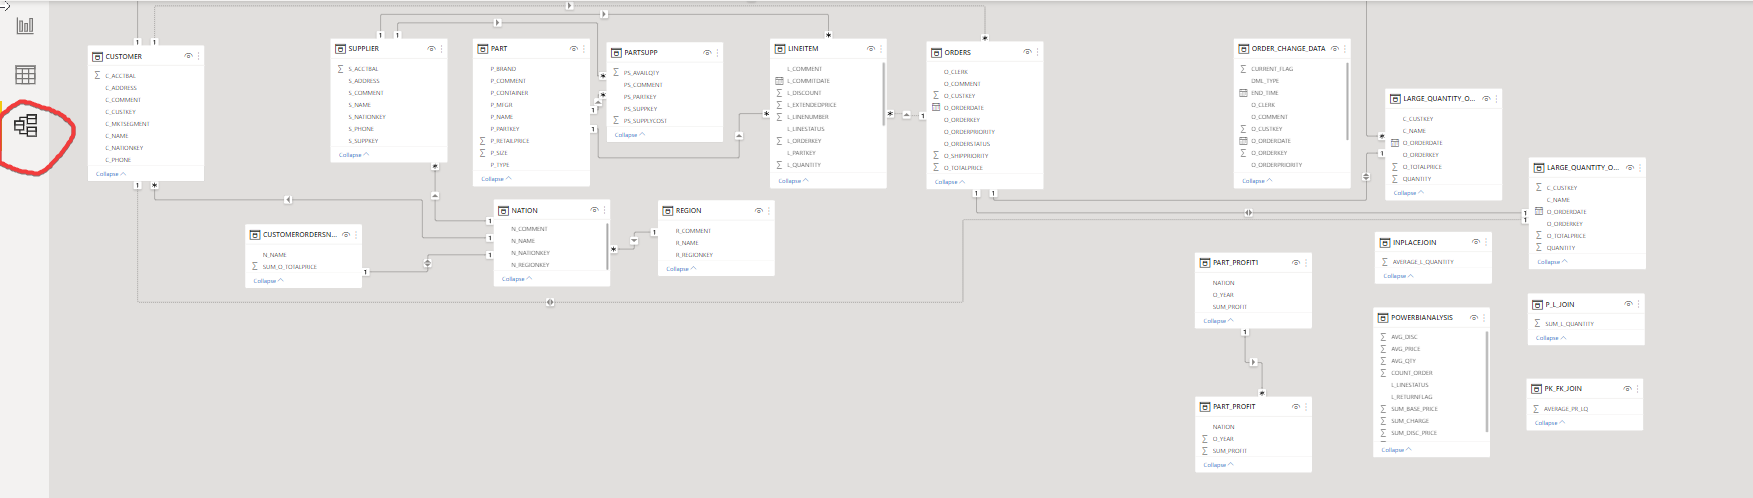 CUSTOMER
C_ACCTBAL
C_ADDRESS
C_COMMENT
C_CUSTKEY
C_MKTSEGMENT
C_NAME
C_NATIONKEY
C_PHONE
Collapse
SUPPLIER
S_ACCTBAL
S_ADDRESS
S_COMMENT
S_NAME
S_NATIONKEY
S_PHONE
S_SUPPKEY
Collapse
PART
P_BRAND
P_COMMENT
P_CONTAINER
P_MFGR
P_NAME
P_PARTKEY
P_RETAILPRICE
P_SIZE
P_TYPE
Collapse
PARTSUPP
PS_AVAILQTY
PS_COMMENT
PS_PARTKEY
PS_SUPPKEY
PS_SUPPLYCOST
Collapse
LINEITEM
L_COMMENT
L_COMMITDATE
L_DISCOUNT
L_EXTENDEDPRICE
L_LINENUMBER
L_LINESTATUS
L_ORDERKEY
L_PARTKEY
L_QUANTITY
Collapse
ORDERS
O_CLERK
O_COMMENT
O_CUSTKEY
O_ORDERDATE
O_ORDERKEY
O_ORDERPRIORITY
O_ORDERSTATUS
O_SHIPPRIORITY
O_TOTALPRICE
Collapse
ORDER_CHANGE_DATA
CURRENT_FLAG
DML_TYPE
END_TIME
O_CLERK
O_COMMENT
O_CUSTKEY
O_ORDERDATE
O_ORDERKEY
O_ORDERPRIORITY
Collapse
LARGE_QUANTITY_O...
C_CUSTKEY
C_NAME
O_ORDERDATE
O_ORDERKEY
O_TOTALPRICE
QUANTITY
Collapse
LARGE_QUANTITY_O...
C_CUSTKEY
C_NAME
O_ORDERDATE
O_ORDERKEY
O_TOTALPRICE
QUANTITY
Collapse
CUSTOMERORDERSN...
N_NAME
SUM_O_TOTALPRICE
Collapse
NATION
N_COMMENT
N_NAME
N_NATIONKEY
N_REGIONKEY
Collapse
REGION
R_COMMENT
R_NAME
R_REGIONKEY
Collapse
PART_PROFIT1
NATION
O_YEAR
SUM_PROFIT
Collapse
INPLACEJOIN
AVERAGE_L_QUANTITY
Collapse
P_L_JOIN
SUM_L_QUANTITY
Collapse
POWERBIANALYSIS
AVG_DISC
AVG_PRICE
AVG_QTY
COUNT_ORDER
L_LINESTATUS
L_RETURNFLAG
SUM_BASE_PRICE
SUM_CHARGE
SUM_DISC_PRICE
Collapse
PK_FK_JOIN
AVERAGE_PR_LQ
Collapse
PART_PROFIT
NATION
O_YEAR
SUM_PROFIT
Collapse